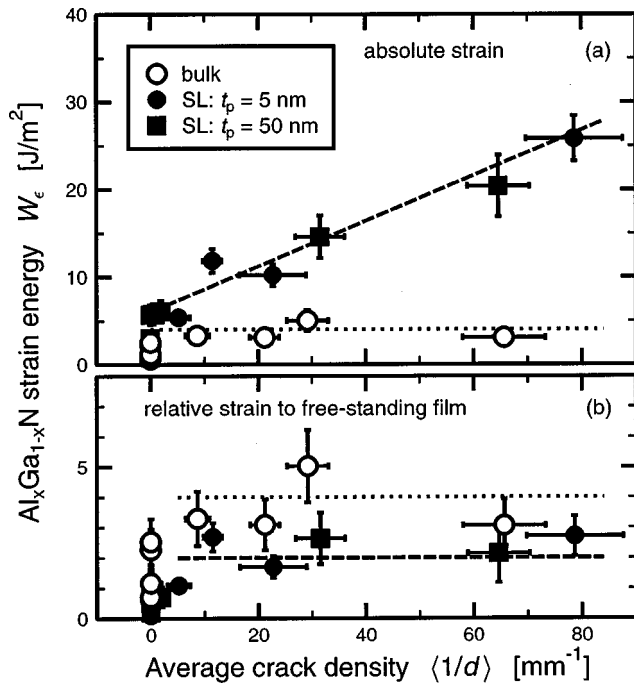 40
30
20
10
0
absolute strain (a)
bulk
SL: tp = 5 nm
SL: tp = 50 nm
AlxGa1-xN strain energy Wϵ [J/m²]
relative strain to free-standing film (b)
5
0
0 20 40 60 80
Average crack density ⟨1/d⟩ [mm⁻¹]